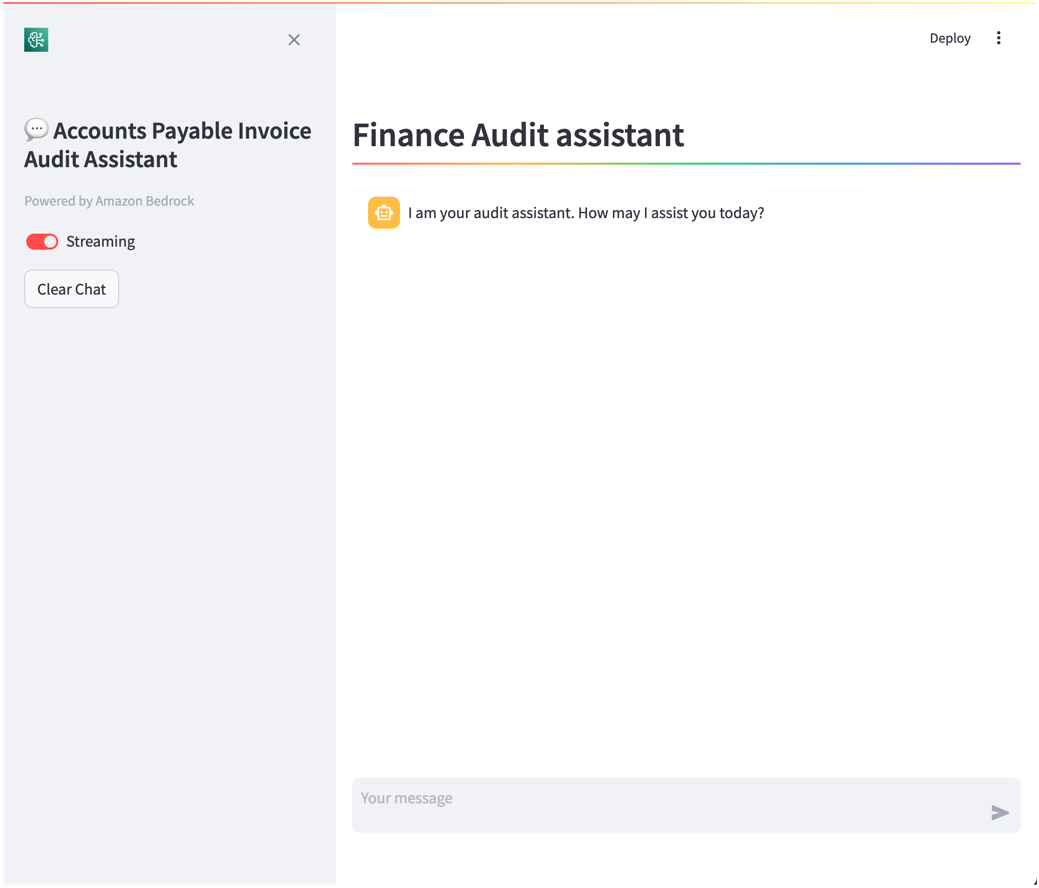 Deploy
💬 Accounts Payable Invoice
Audit Assistant
Powered by Amazon Bedrock
Streaming
Clear Chat
Finance Audit assistant
I am your audit assistant. How may I assist you today?
Your message